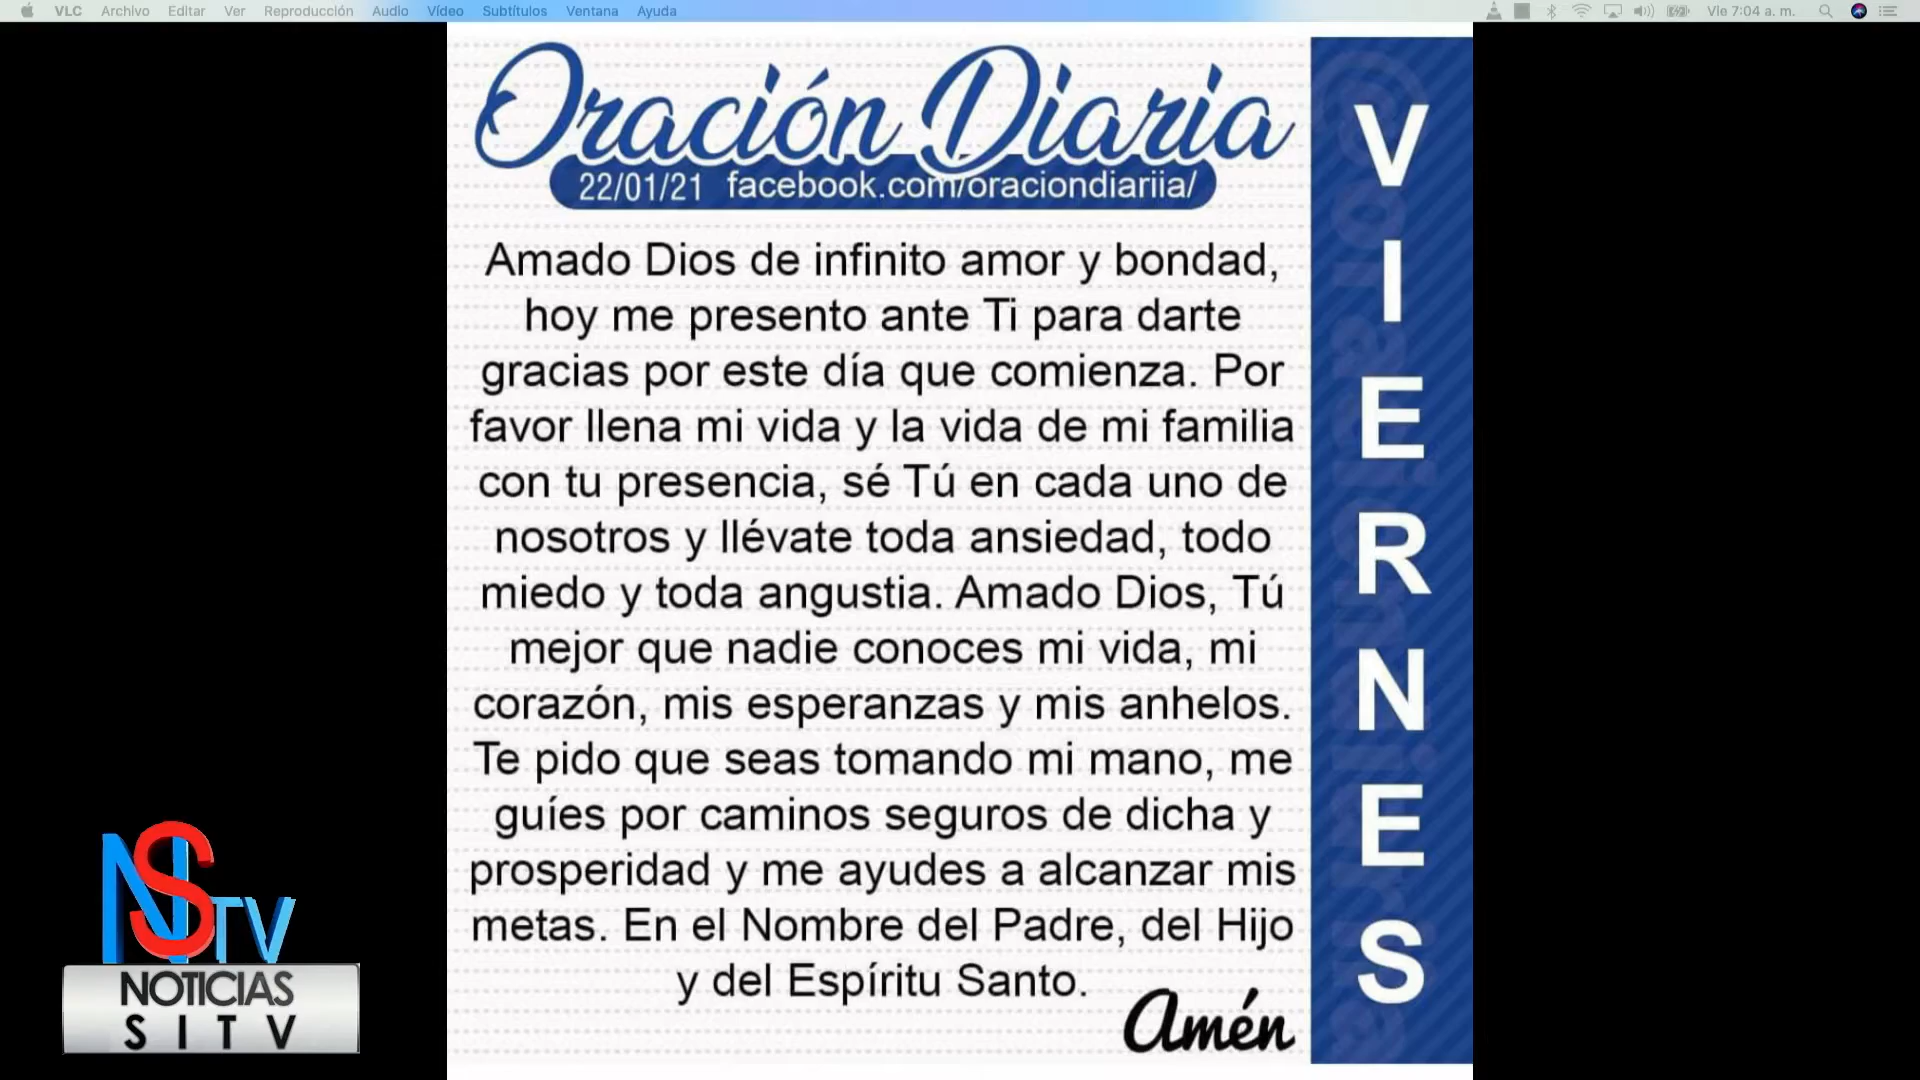 VLC Archivo Editar Ver Reproducción Audio Vídeo Subtítulos Ventana Ayuda
Vie 7:04 a. m.
Oración Diaria
22/01/21 facebook.com/oraciondiariia/
Amado Dios de infinito amor y bondad,
hoy me presento ante Ti para darte
gracias por este día que comienza. Por
favor llena mi vida y la vida de mi familia
con tu presencia, sé Tú en cada uno de
nosotros y llévate toda ansiedad, todo
miedo y toda angustia. Amado Dios, Tú
mejor que nadie conoces mi vida, mi
corazón, mis esperanzas y mis anhelos.
Te pido que seas tomando mi mano, me
guíes por caminos seguros de dicha y
prosperidad y me ayudes a alcanzar mis
metas. En el Nombre del Padre, del Hijo
y del Espíritu Santo.
Amén
VIERNES
NSTV
NOTICIAS
SITV